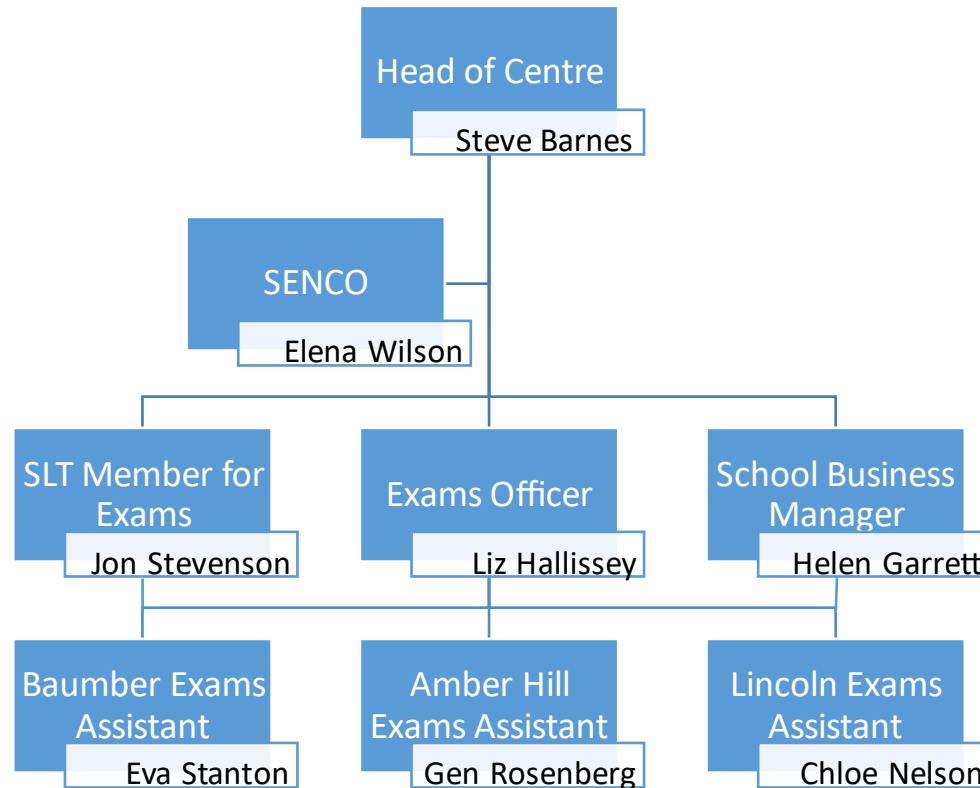 Head of Centre
Steve Barnes
SENCO
Elena Wilson
SLT Member for
Exams
Jon Stevenson
Exams Officer
Liz Hallissey
School Business
Manager
Helen Garrett
Baumber Exams
Assistant
Eva Stanton
Amber Hill
Exams Assistant
Gen Rosenberg
Lincoln Exams
Assistant
Chloe Nelson